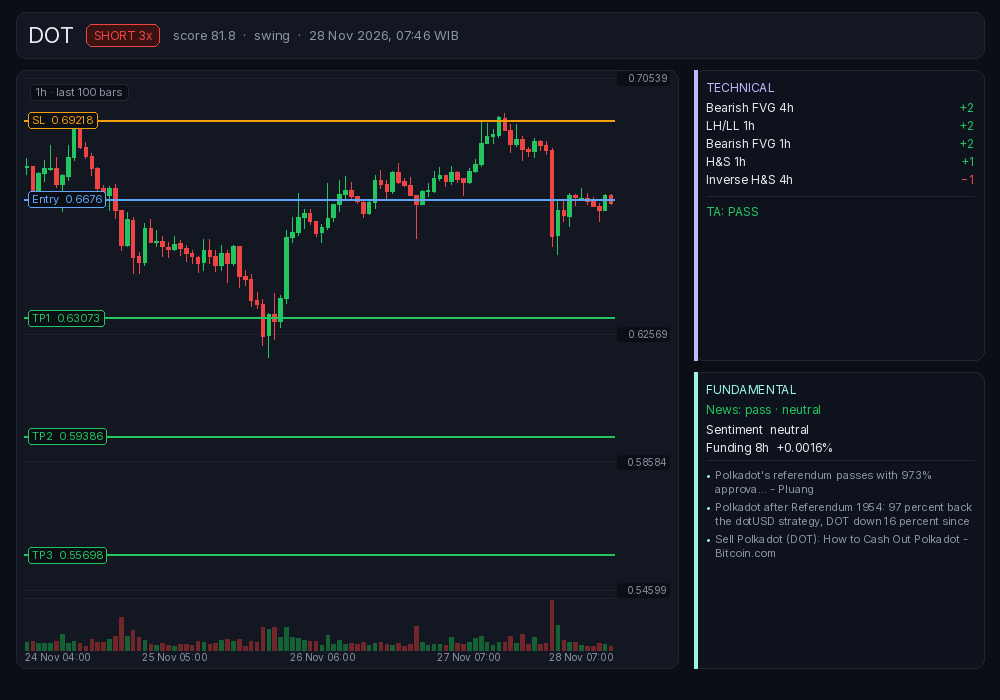 DOT SHORT 3x score 81.8 · swing · 28 Nov 2026, 07:46 WIB
1h · last 100 bars
0.70539
SL 0.69218
Entry 0.6676
TP1 0.63073
0.62569
TP2 0.59386
0.58584
TP3 0.55698
0.54599
24 Nov 04:00 25 Nov 05:00 26 Nov 06:00 27 Nov 07:00 28 Nov 07:00
TECHNICAL
Bearish FVG 4h +2
LH/LL 1h +2
Bearish FVG 1h +2
H&S 1h +1
Inverse H&S 4h −1
TA: PASS
FUNDAMENTAL
News: pass · neutral
Sentiment neutral
Funding 8h +0.0016%
• Polkadot's referendum passes with 97.3%
approva... - Pluang
• Polkadot after Referendum 1954: 97 percent back
the dotUSD strategy, DOT down 16 percent since
• Sell Polkadot (DOT): How to Cash Out Polkadot -
Bitcoin.com